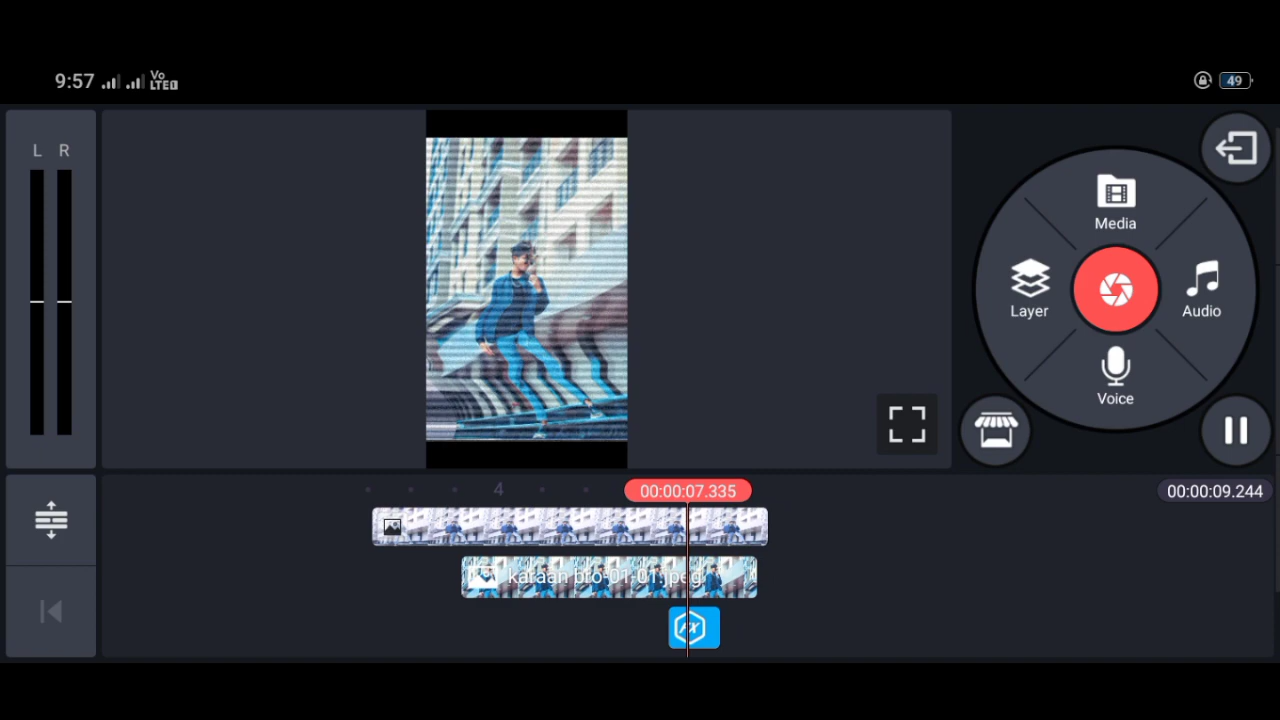 9:57 Vo LTE 49
L R
Media
Layer
Audio
Voice
4
00:00:07.335
00:00:09.244
karaan bro-01-01.jpeg
FX